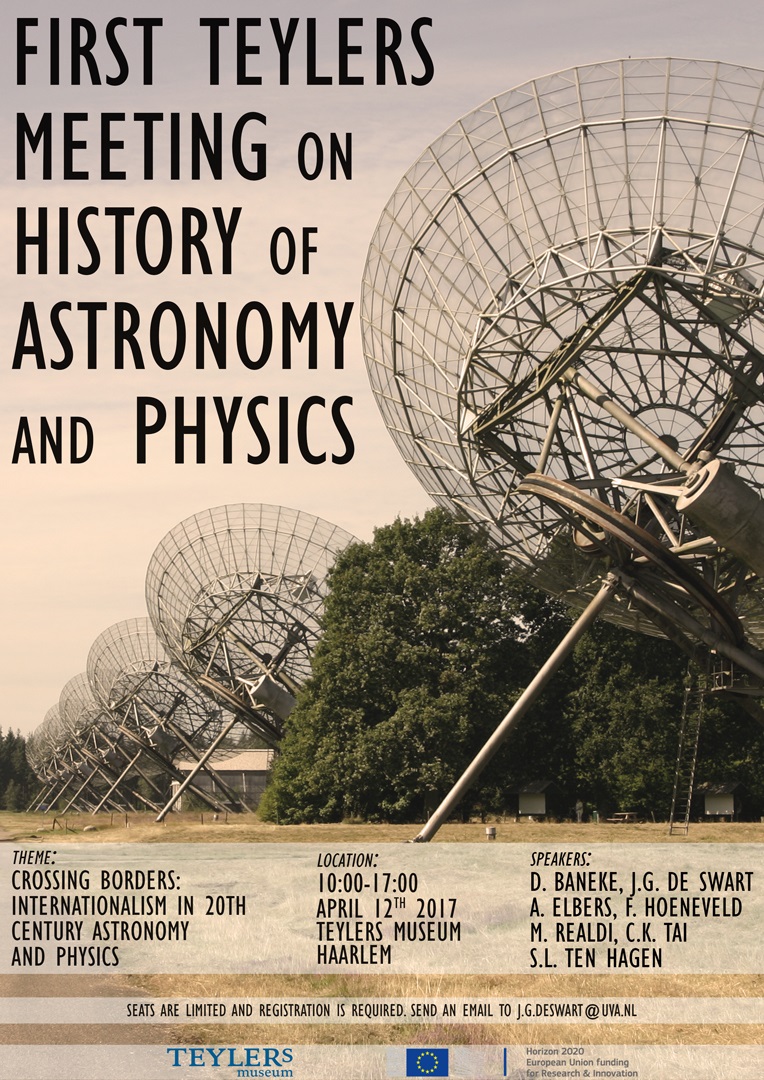 FIRST TEYLERS
MEETING ON
HISTORY OF
ASTRONOMY
AND PHYSICS
THEME:
CROSSING BORDERS:
INTERNATIONALISM IN 20TH
CENTURY ASTRONOMY
AND PHYSICS
LOCATION:
10:00-17:00
APRIL 12TH 2017
TEYLERS MUSEUM
HAARLEM
SPEAKERS:
D. BANEKE, J.G. DE SWART
A. ELBERS, F. HOENEVELD
M. REALDI, C.K. TAI
S.L. TEN HAGEN
SEATS ARE LIMITED AND REGISTRATION IS REQUIRED. SEND AN EMAIL TO J.G.DESWART@UVA.NL
TEYLERS
museum
Horizon 2020
European Union funding
for Research & Innovation